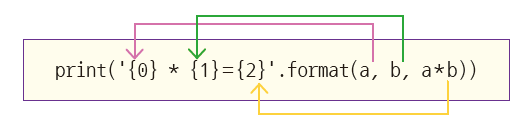 print('{0} * {1}={2}'.format(a, b, a*b))